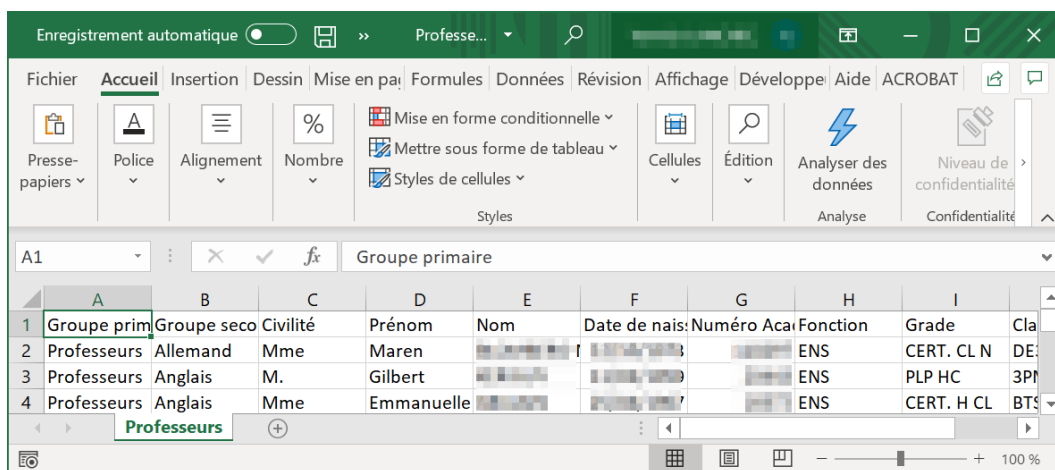 Enregistrement automatique » Professe...
Fichier Accueil Insertion Dessin Mise en pa Formules Données Révision Affichage Développe Aide ACROBAT
Presse-papiers Police Alignement Nombre
%
Mise en forme conditionnelle
Mettre sous forme de tableau
Styles de cellules
Styles
Cellules Édition
Analyser des données
Analyse
Niveau de confidentialité
Confidentialité
A1 fx Groupe primaire
A B C D E F G H I
1 Groupe prim Groupe seco Civilité Prénom Nom Date de nais Numéro Aca Fonction Grade Cla
2 Professeurs Allemand Mme Maren ENS CERT. CL N DE
3 Professeurs Anglais M. Gilbert ENS PLP HC 3P
4 Professeurs Anglais Mme Emmanuelle ENS CERT. H CL BTS
Professeurs
100 %